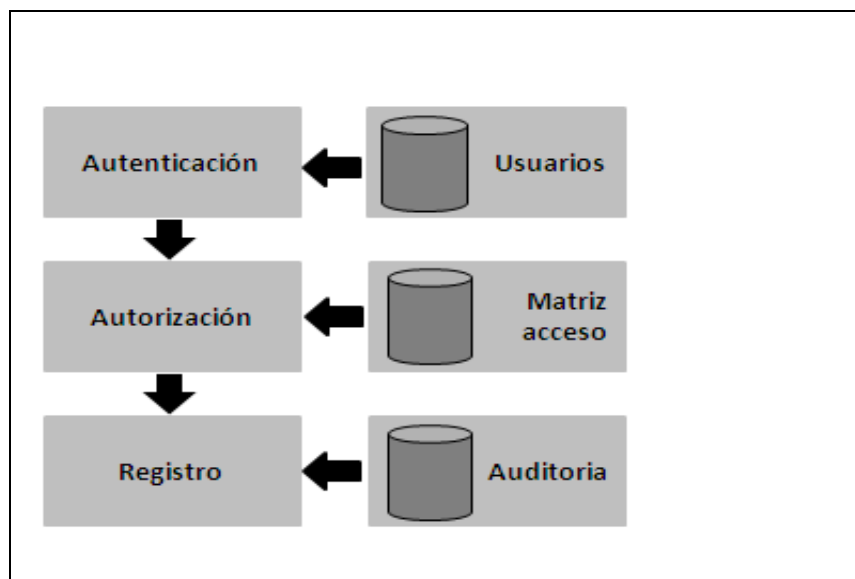 Autenticación
Usuarios
Autorización
Matriz
acceso
Registro
Auditoria